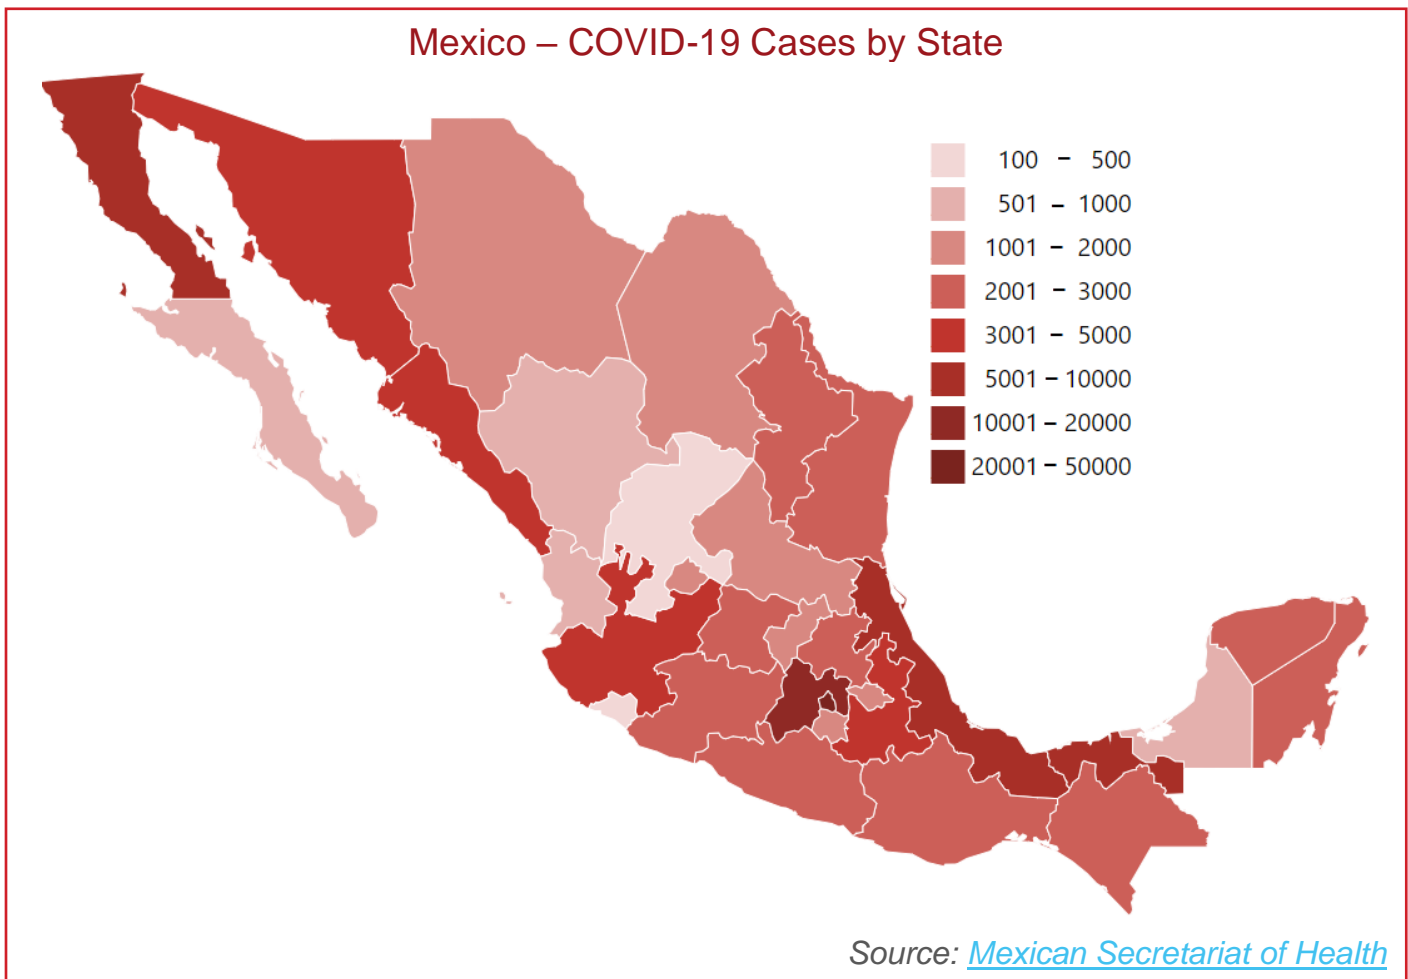 Mexico – COVID-19 Cases by State
100 – 500
501 – 1000
1001 – 2000
2001 – 3000
3001 – 5000
5001 – 10000
10001 – 20000
20001 – 50000
Source: Mexican Secretariat of Health